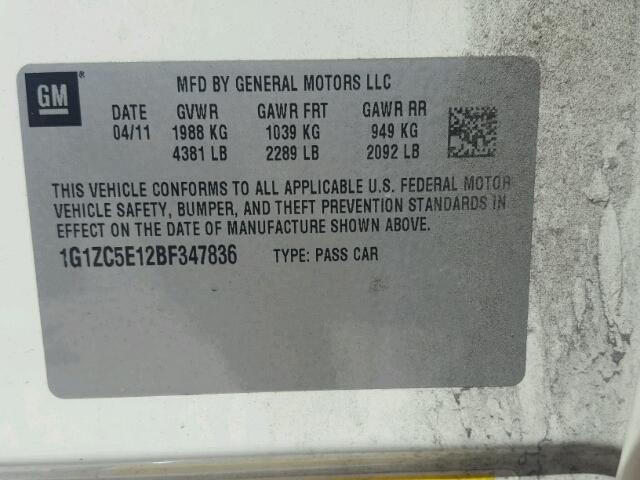 GM ®
MFD BY GENERAL MOTORS LLC
DATE GVWR GAWR FRT GAWR RR
04/11 1988 KG 1039 KG 949 KG
4381 LB 2289 LB 2092 LB
THIS VEHICLE CONFORMS TO ALL APPLICABLE U.S. FEDERAL MOTOR
VEHICLE SAFETY, BUMPER, AND THEFT PREVENTION STANDARDS IN
EFFECT ON THE DATE OF MANUFACTURE SHOWN ABOVE.
1G1ZC5E12BF347836 TYPE: PASS CAR